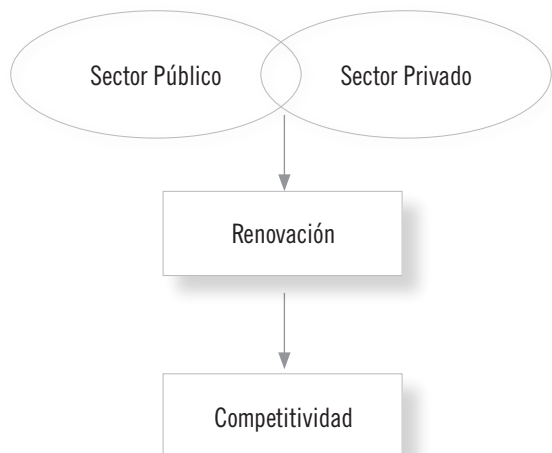 Sector Público
Sector Privado
Renovación
Competitividad